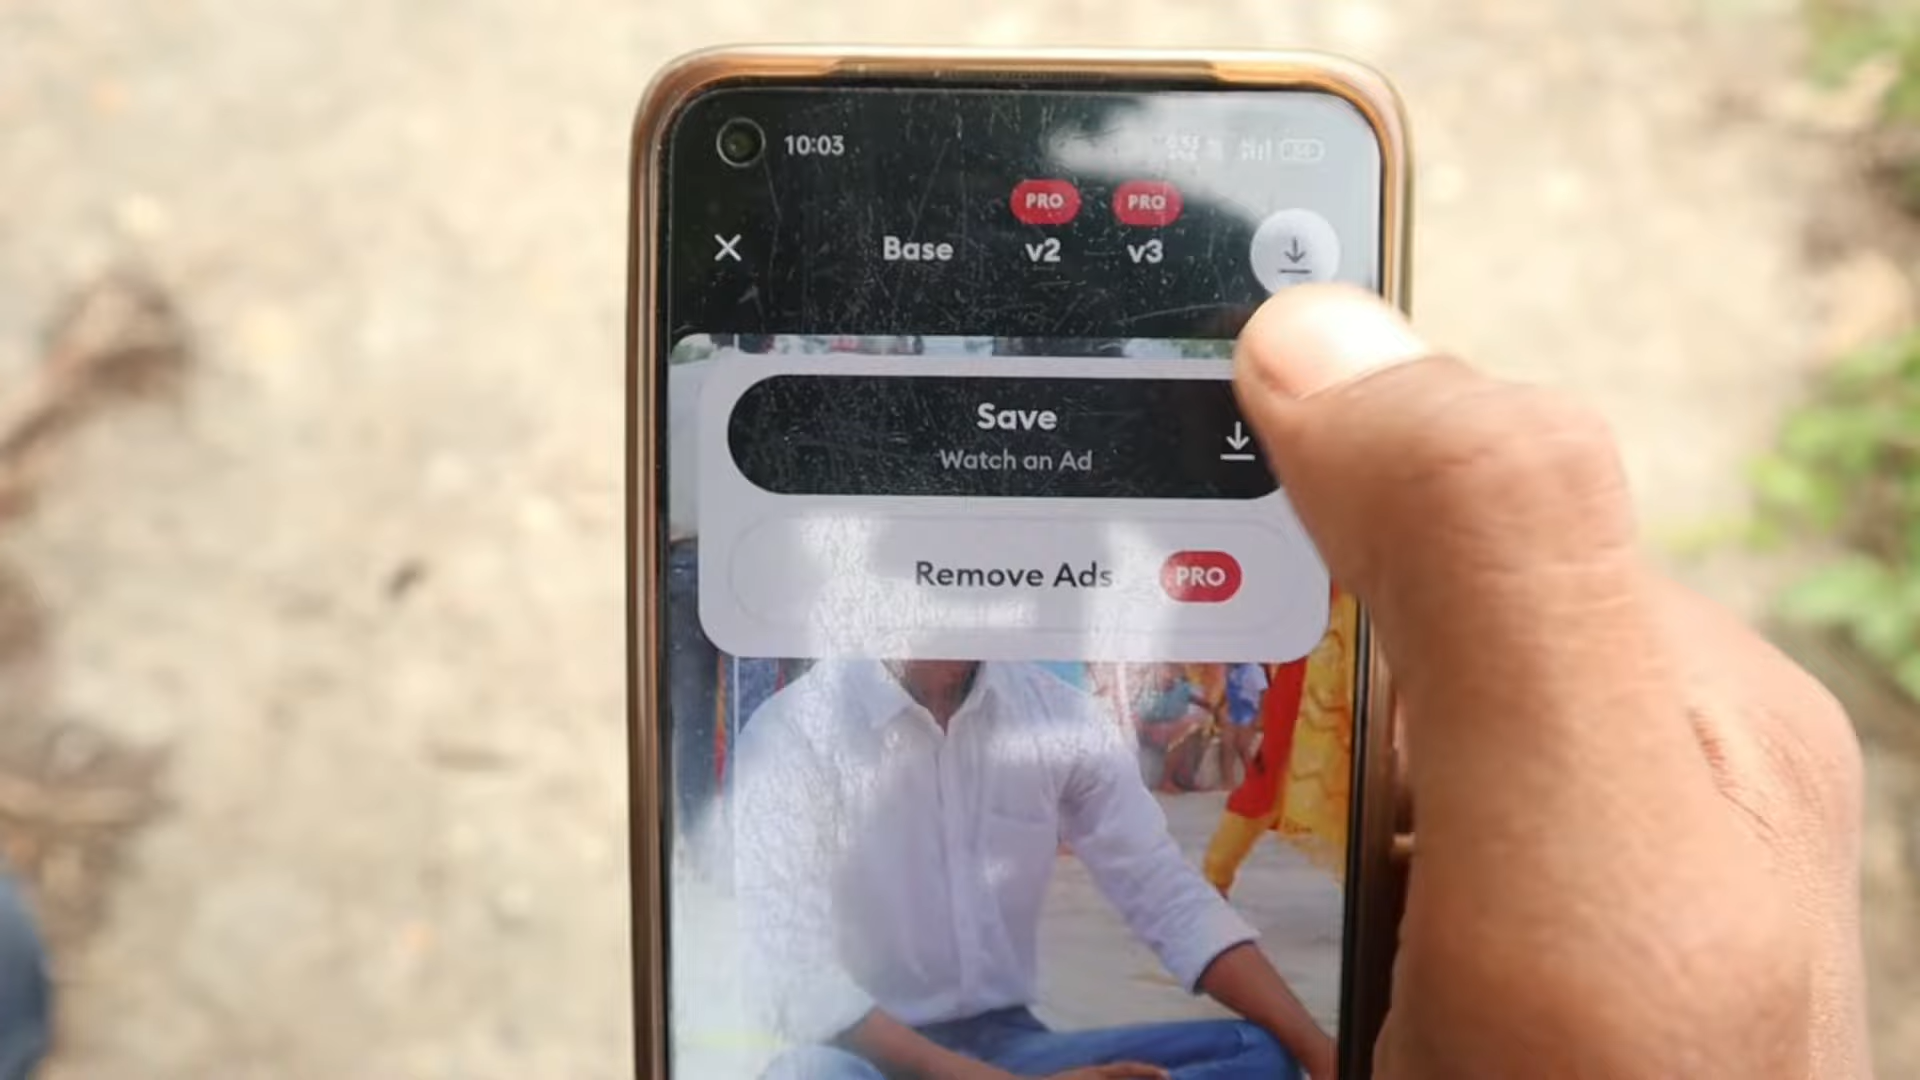 10:03
PRO PRO
Base v2 v3
Save
Watch an Ad
Remove Ads PRO